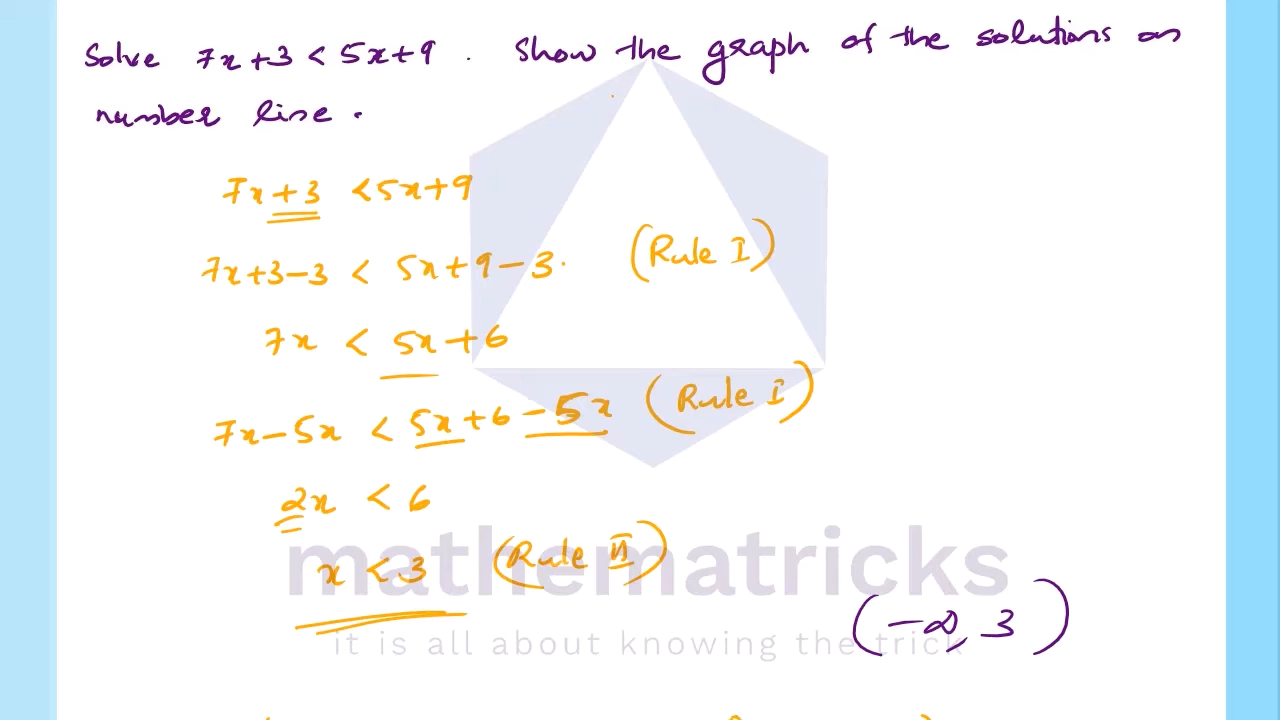 Solve 7x+3 < 5x+9 . Show the graph of the solutions on
number line .
7x+3 < 5x+9
7x+3-3 < 5x+9-3. (Rule I)
7x < 5x+6
7x-5x < 5x+6-5x (Rule I)
2x < 6
x < 3 (Rule II)
mathematricks
(-∞, 3)
it is all about knowing the trick